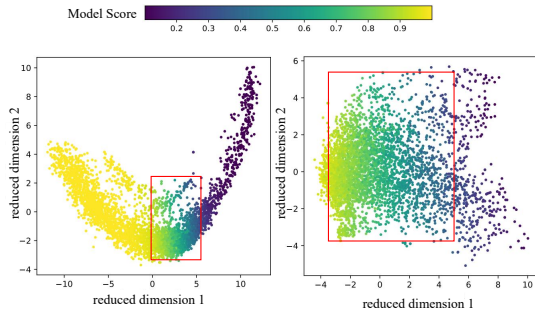 Model Score
0.2 0.3 0.4 0.5 0.6 0.7 0.8 0.9
reduced dimension 2
10
8
6
4
2
0
−2
−4
−10 −5 0 5 10
reduced dimension 1
reduced dimension 2
6
4
2
0
−2
−4
−4 −2 0 2 4 6 8 10
reduced dimension 1